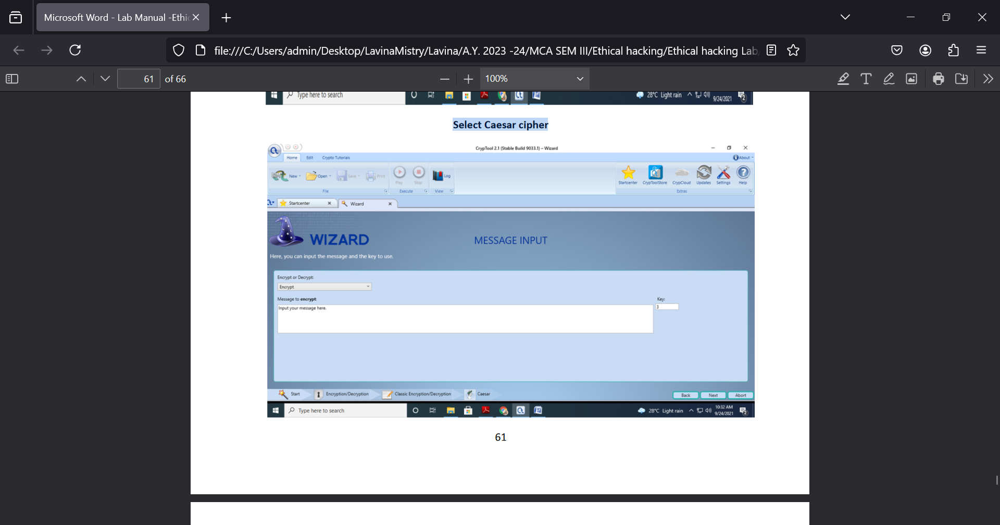 Microsoft Word - Lab Manual -Ethi
file:///C:/Users/admin/Desktop/LavinaMistry/Lavina/A.Y. 2023 -24/MCA SEM III/Ethical hacking/Ethical hacking Lab
61 of 66
100%
Type here to search
28°C Light rain
9/24/2021
2
Select Caesar cipher
CrypTool 2.1 (Stable Build 9033.1) – Wizard
Home Edit Crypto Tutorials
About
New Open Save Print
Play Stop
Log
Startcenter CrypToolStore CrypCloud Updates Settings Help
File Execute View Extras
Startcenter Wizard
WIZARD
MESSAGE INPUT
Here, you can input the message and the key to use.
Encrypt or Decrypt:
Encrypt
Message to encrypt:
Key:
Input your message here.
3
Start Encryption/Decryption Classic Encryption/Decryption Caesar
Back Next Abort
Type here to search
28°C Light rain
10:32 AM
9/24/2021
2
61